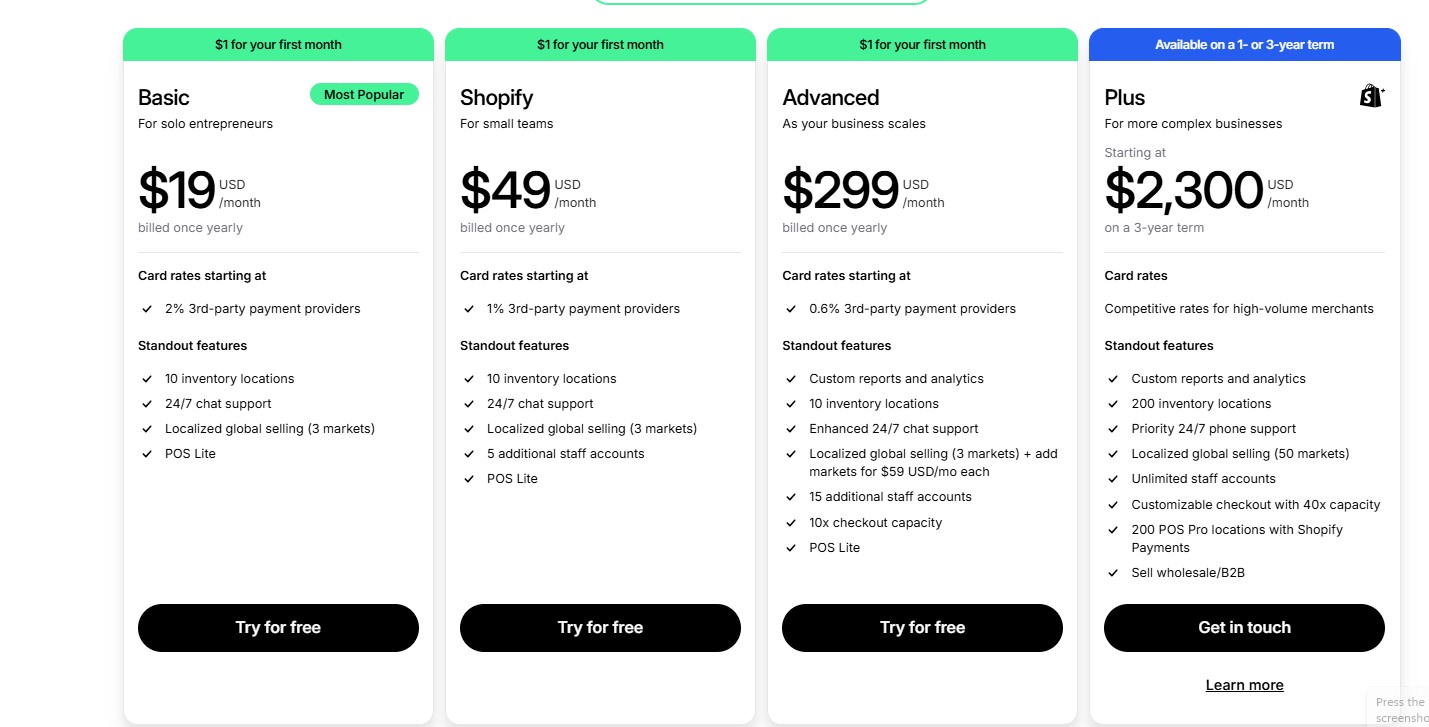 $1 for your first month
Basic
Most Popular
For solo entrepreneurs
$19 USD
/month
billed once yearly
Card rates starting at
2% 3rd-party payment providers
Standout features
10 inventory locations
24/7 chat support
Localized global selling (3 markets)
POS Lite
Try for free
$1 for your first month
Shopify
For small teams
$49 USD
/month
billed once yearly
Card rates starting at
1% 3rd-party payment providers
Standout features
10 inventory locations
24/7 chat support
Localized global selling (3 markets)
5 additional staff accounts
POS Lite
Try for free
$1 for your first month
Advanced
As your business scales
$299 USD
/month
billed once yearly
Card rates starting at
0.6% 3rd-party payment providers
Standout features
Custom reports and analytics
10 inventory locations
Enhanced 24/7 chat support
Localized global selling (3 markets) + add
markets for $59 USD/mo each
15 additional staff accounts
10x checkout capacity
POS Lite
Try for free
Available on a 1- or 3-year term
Plus
For more complex businesses
Starting at
$2,300 USD
/month
on a 3-year term
Card rates
Competitive rates for high-volume merchants
Standout features
Custom reports and analytics
200 inventory locations
Priority 24/7 phone support
Localized global selling (50 markets)
Unlimited staff accounts
Customizable checkout with 40x capacity
200 POS Pro locations with Shopify
Payments
Sell wholesale/B2B
Get in touch
Learn more
Press the